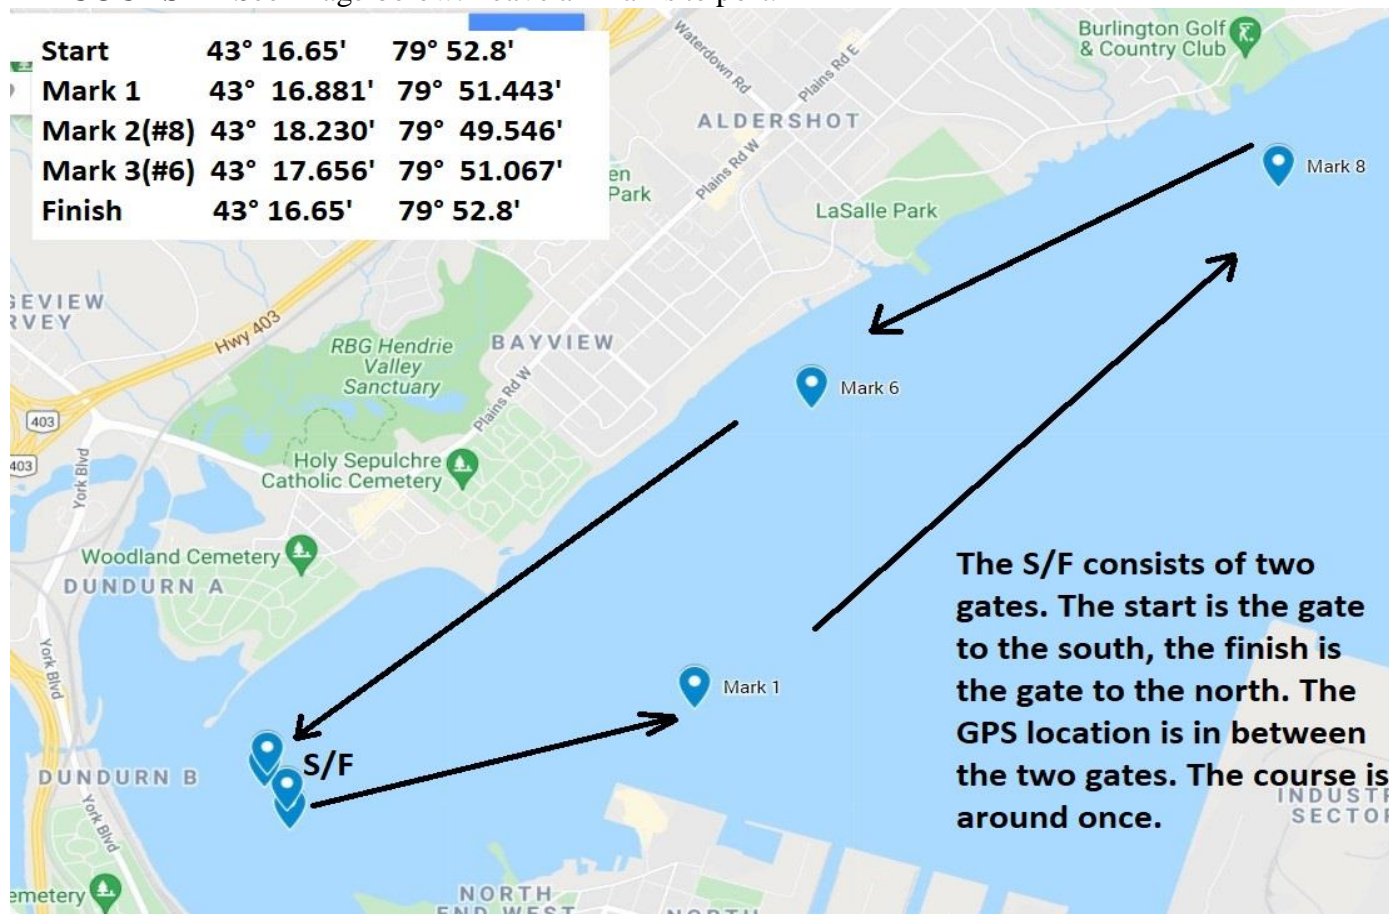 Start 43° 16.65' 79° 52.8'
Mark 1 43° 16.881' 79° 51.443'
Mark 2(#8) 43° 18.230' 79° 49.546'
Mark 3(#6) 43° 17.656' 79° 51.067'
Finish 43° 16.65' 79° 52.8'
Burlington Golf
& Country Club
Waterdown Rd
Plains Rd E
ALDERSHOT
Mark 8
en
Park
Plains Rd W
LaSalle Park
GEVIEW
RVEY
Hwy 403
RBG Hendrie
Valley
Sanctuary
BAYVIEW
Mark 6
Plains Rd W
403
403
York Blvd
Holy Sepulchre
Catholic Cemetery
Woodland Cemetery
DUNDURN A
York Blvd
Mark 1
S/F
DUNDURN B
York Blvd
The S/F consists of two
gates. The start is the gate
to the south, the finish is
the gate to the north. The
GPS location is in between
the two gates. The course is
around once.
INDUSTR
SECTOR
emetery
NORTH
END WEST
NORTH